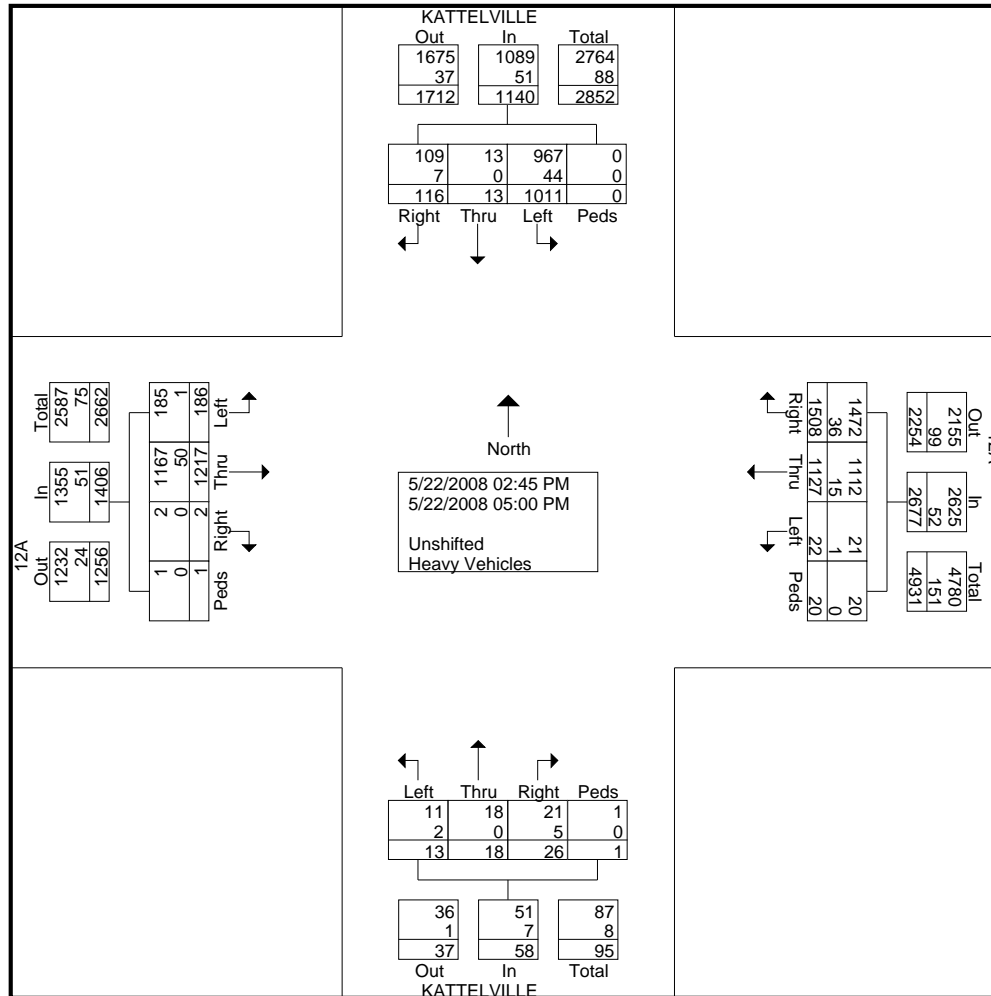 KATTELVILLE
Out In Total
1675 1089 2764
37 51 88
1712 1140 2852
109 13 967 0
7 0 44 0
116 13 1011 0
Right Thru Left Peds
Total
2587
75
2662
In
1355
51
1406
12A
Out
1232
24
1256
185
1
186
Left
1167
50
1217
Thru
2
0
2
Right
1
0
1
Peds
North
5/22/2008 02:45 PM
5/22/2008 05:00 PM
Unshifted
Heavy Vehicles
Right
1508
36
1472
Thru
1127
15
1112
Left
22
1
21
Peds
20
0
20
Out
2155
99
2254
In
2625
52
2677
Total
4780
151
4931
Left Thru Right Peds
11 18 21 1
2 0 5 0
13 18 26 1
36 51 87
1 7 8
37 58 95
Out In Total
KATTELVILLE